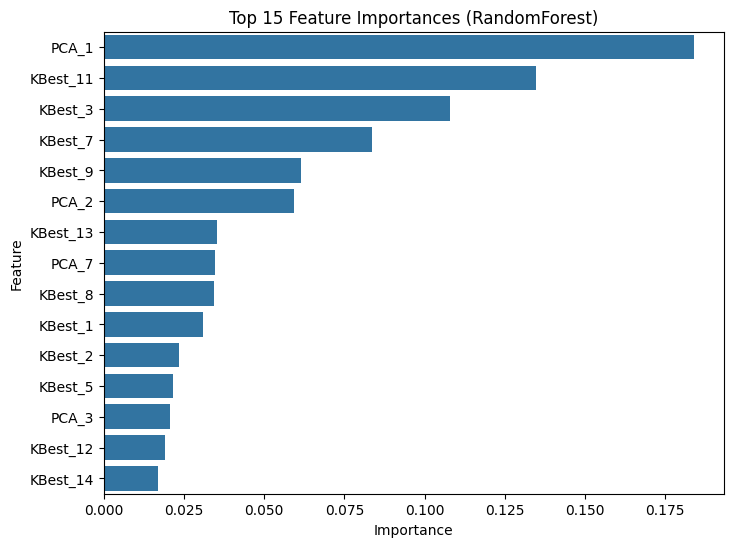 Top 15 Feature Importances (RandomForest)
PCA_1
KBest_11
KBest_3
KBest_7
KBest_9
PCA_2
KBest_13
PCA_7
KBest_8
KBest_1
KBest_2
KBest_5
PCA_3
KBest_12
KBest_14
Feature
0.000 0.025 0.050 0.075 0.100 0.125 0.150 0.175
Importance